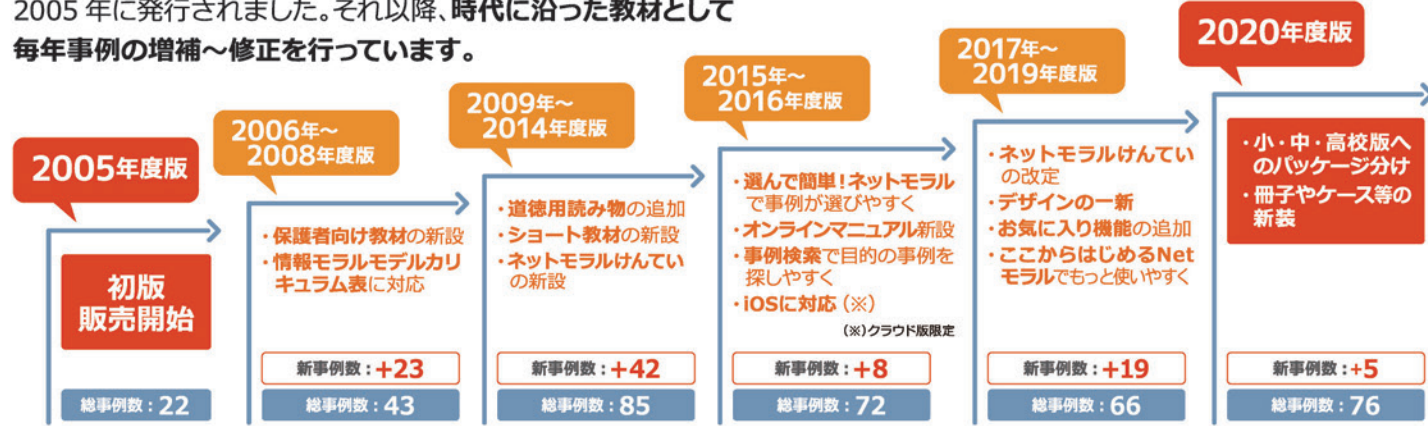 2005 年に発行されました。それ以降、時代に沿った教材として
毎年事例の増補～修正を行っています。
2005年度版
初版
販売開始
総事例数：22
2006年～
2008年度版
・保護者向け教材の新設
・情報モラルモデルカリ
キュラム表に対応
新事例数：+23
総事例数：43
2009年～
2014年度版
・道徳用読み物の追加
・ショート教材の新設
・ネットモラルけんてい
の新設
新事例数：+42
総事例数：85
2015年～
2016年度版
・選んで簡単！ネットモラル
で事例が選びやすく
・オンラインマニュアル新設
・事例検索で目的の事例を
探しやすく
・iOSに対応（※）
（※）クラウド版限定
新事例数：+8
総事例数：72
2017年～
2019年度版
・ネットモラルけんてい
の改定
・デザインの一新
・お気に入り機能の追加
・ここからはじめるNet
モラルでもっと使いやすく
新事例数：+19
総事例数：66
2020年度版
・小・中・高校版へ
のパッケージ分け
・冊子やケース等の
新装
新事例数：+5
総事例数：76